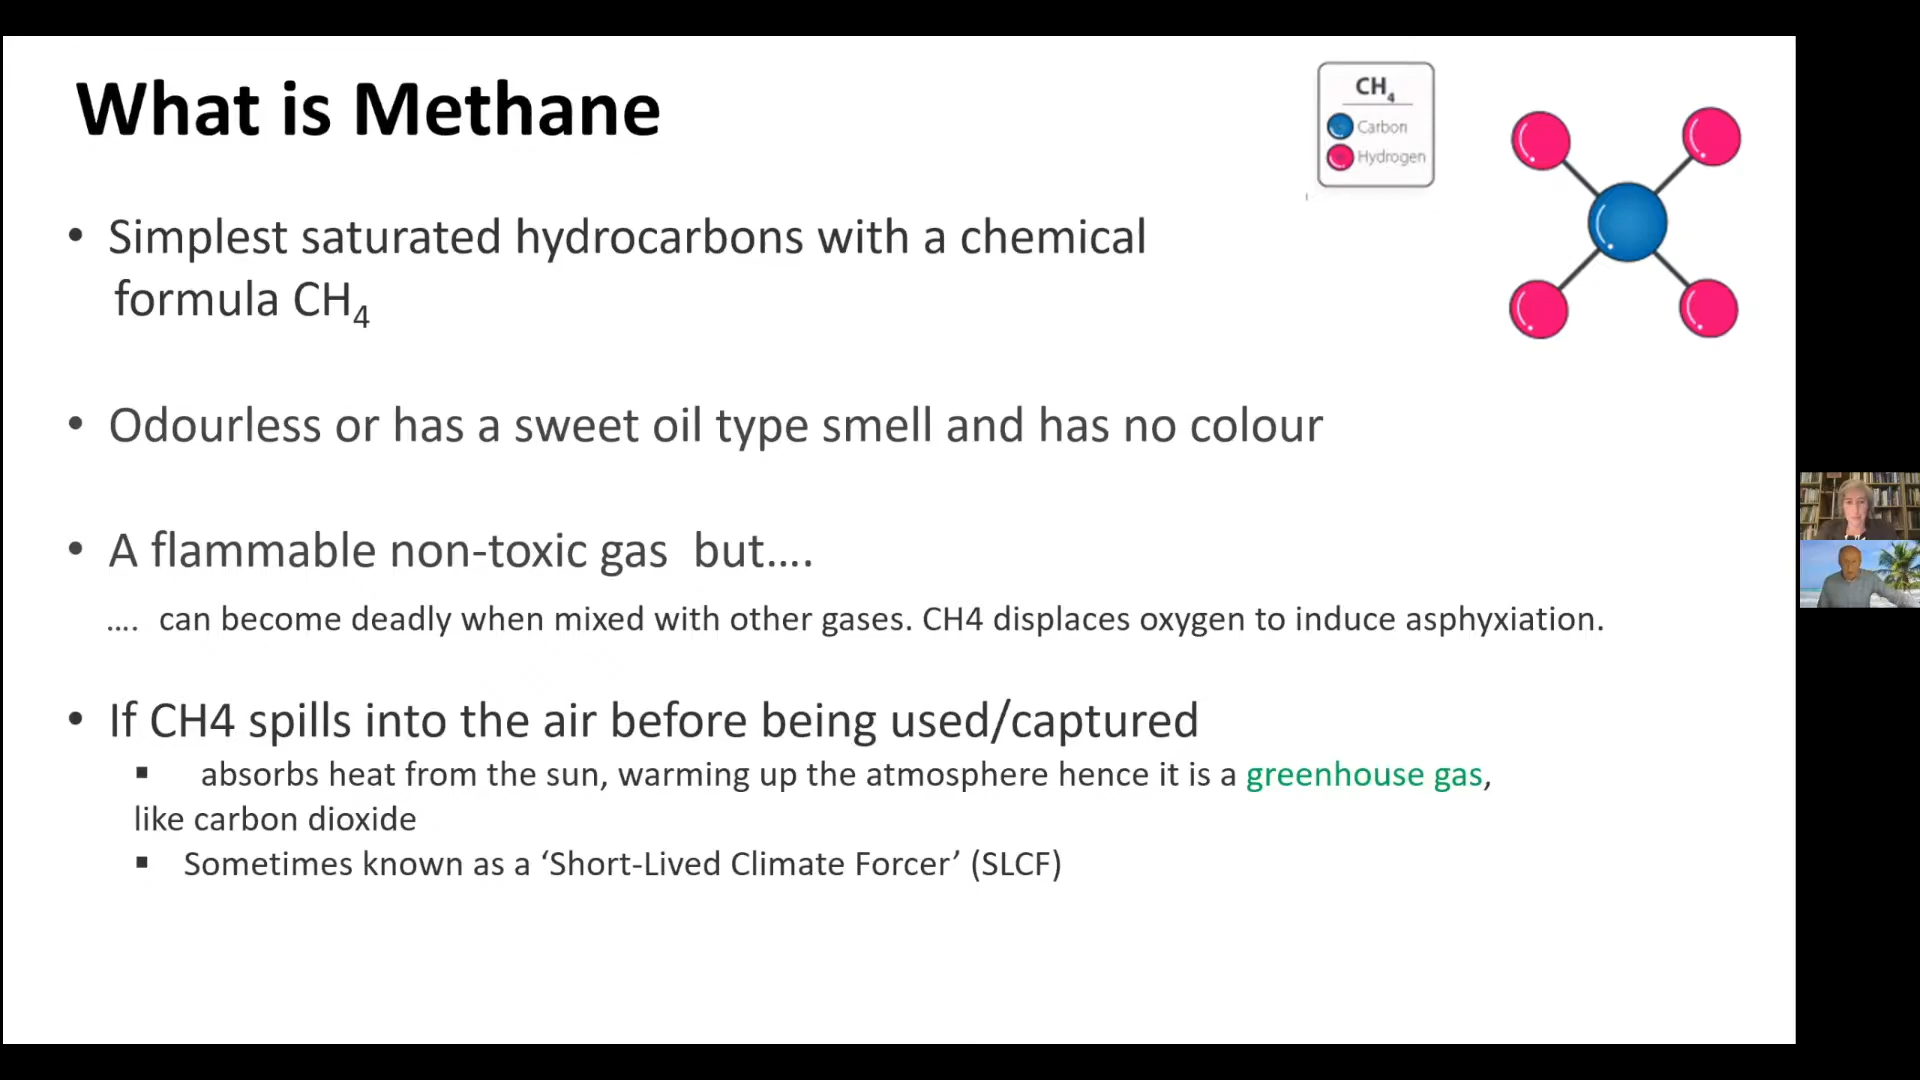 What is Methane
CH4
Carbon
Hydrogen
• Simplest saturated hydrocarbons with a chemical
formula CH₄
• Odourless or has a sweet oil type smell and has no colour
• A flammable non-toxic gas but….
…. can become deadly when mixed with other gases. CH4 displaces oxygen to induce asphyxiation.
• If CH4 spills into the air before being used/captured
▪ absorbs heat from the sun, warming up the atmosphere hence it is a greenhouse gas,
like carbon dioxide
▪ Sometimes known as a ‘Short-Lived Climate Forcer’ (SLCF)